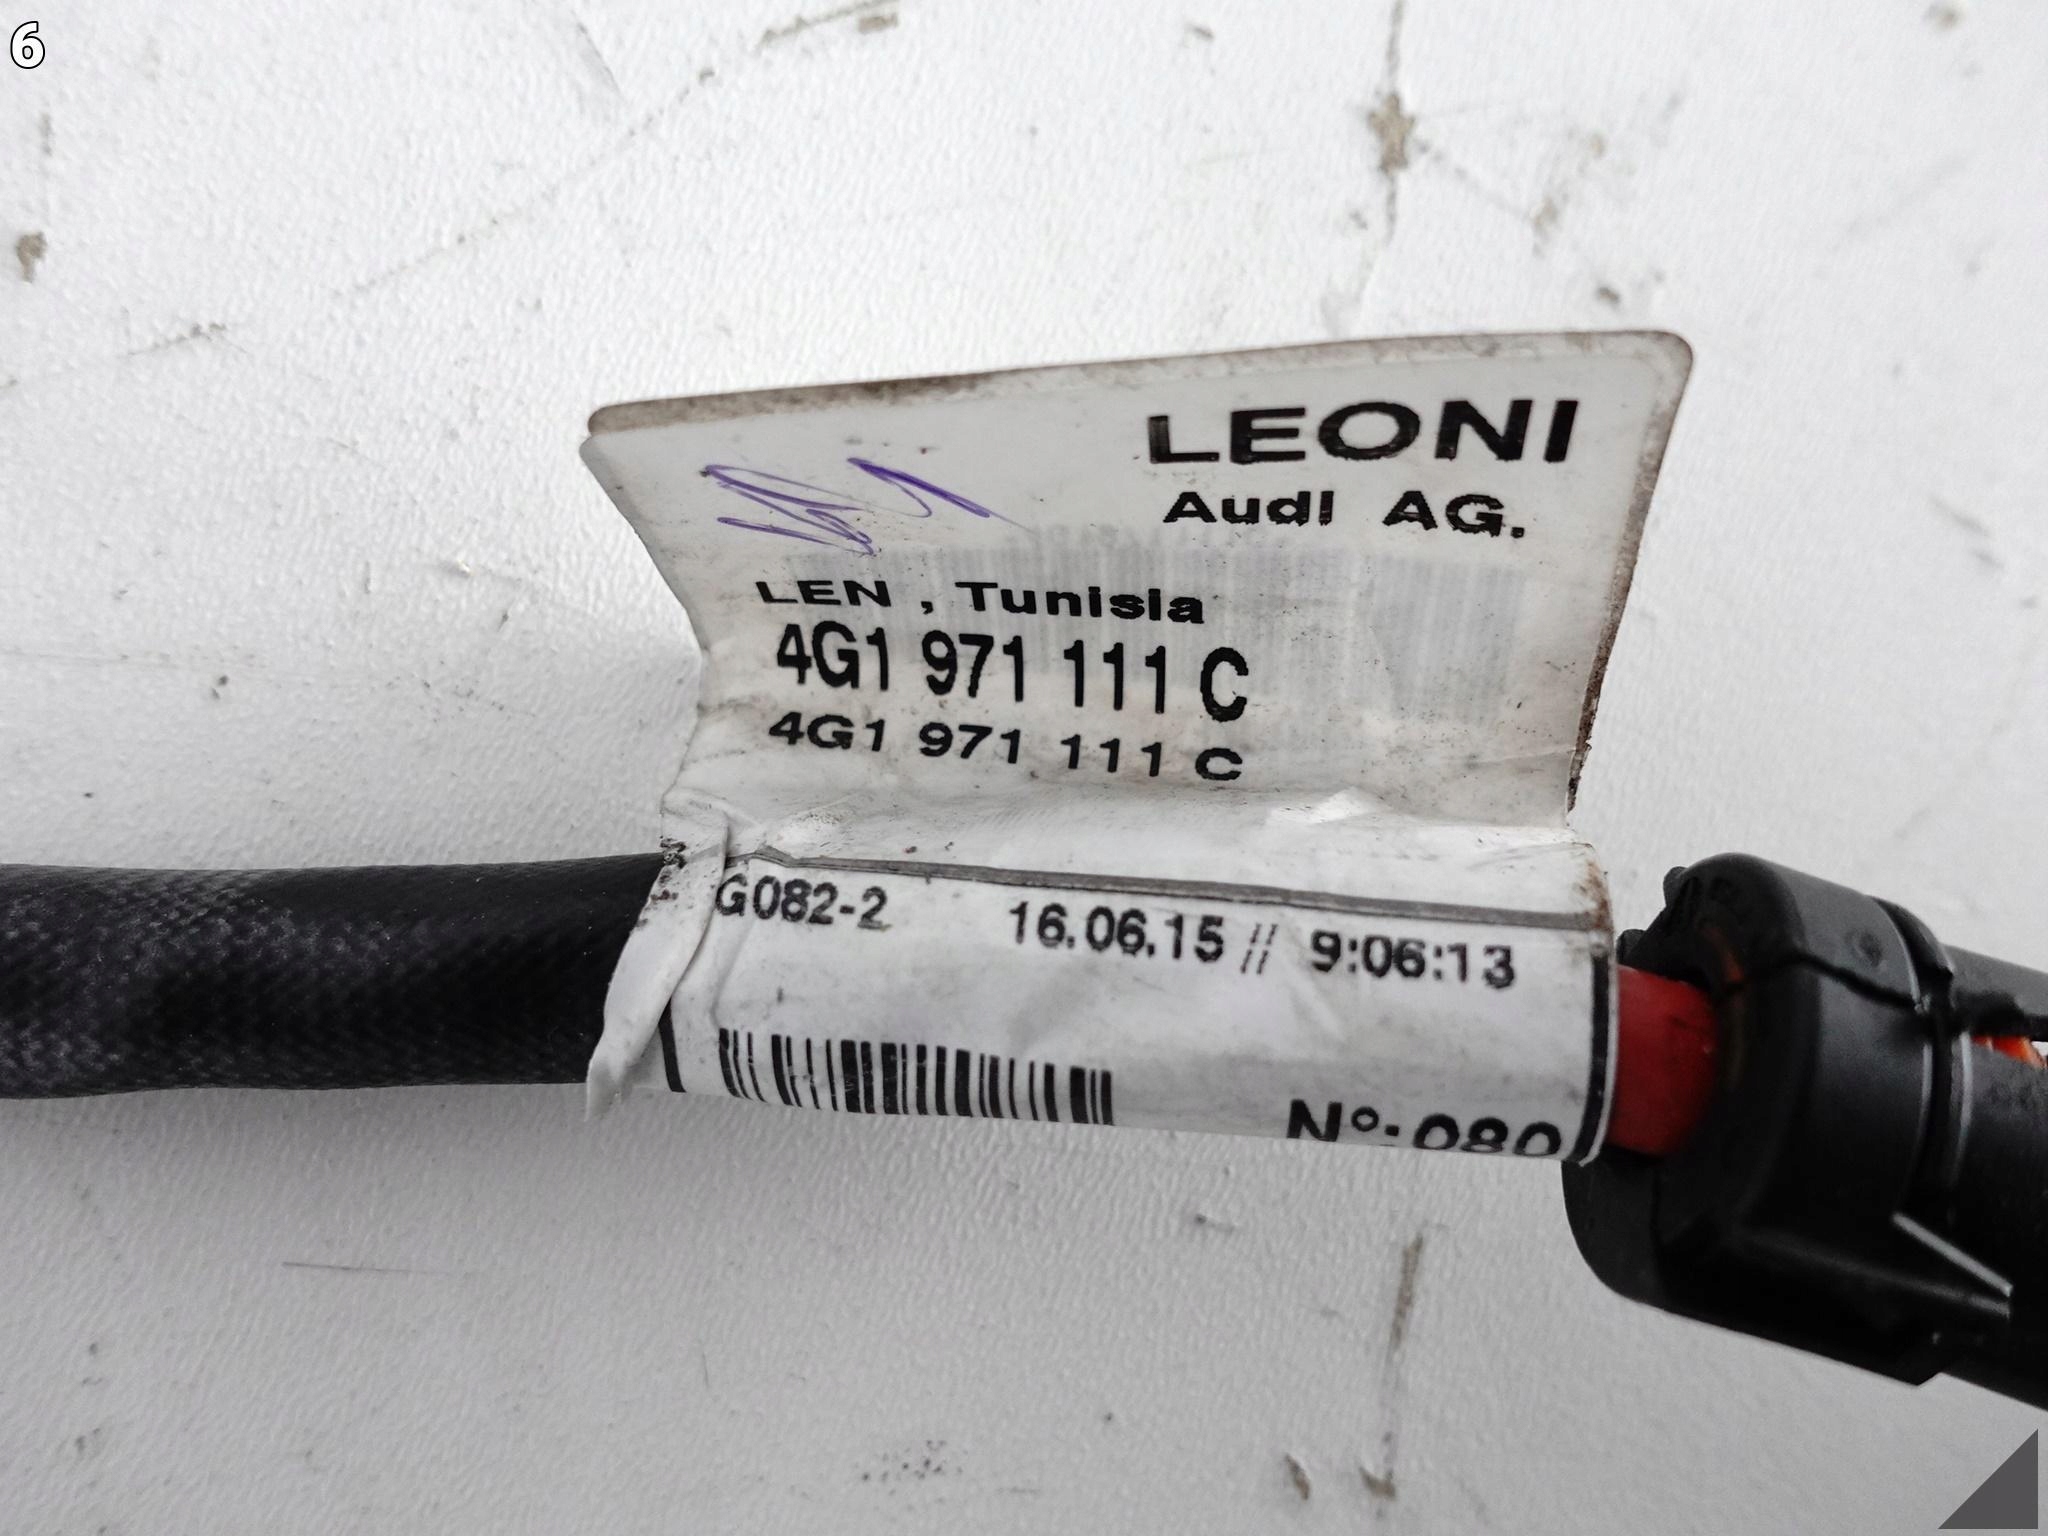 6
LEONI
Audi AG.
LEN , Tunisia
4G1 971 111 C
4G1 971 111 C
G082-2 16.06.15 // 9:06:13
Nº: 080